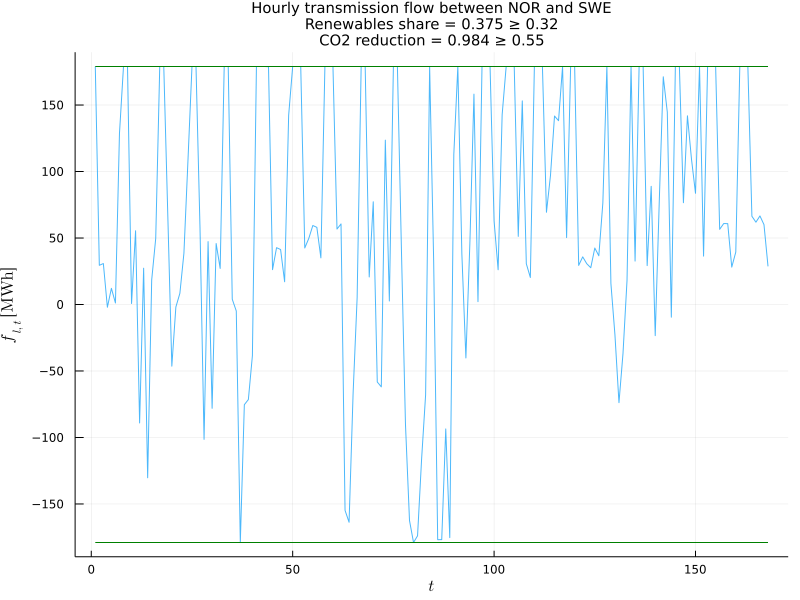 Hourly transmission flow between NOR and SWE
Renewables share = 0.375 ≥ 0.32
CO2 reduction = 0.984 ≥ 0.55
150
100
50
0
−50
−100
−150
f l,t [MWh]
0
50
100
150
t